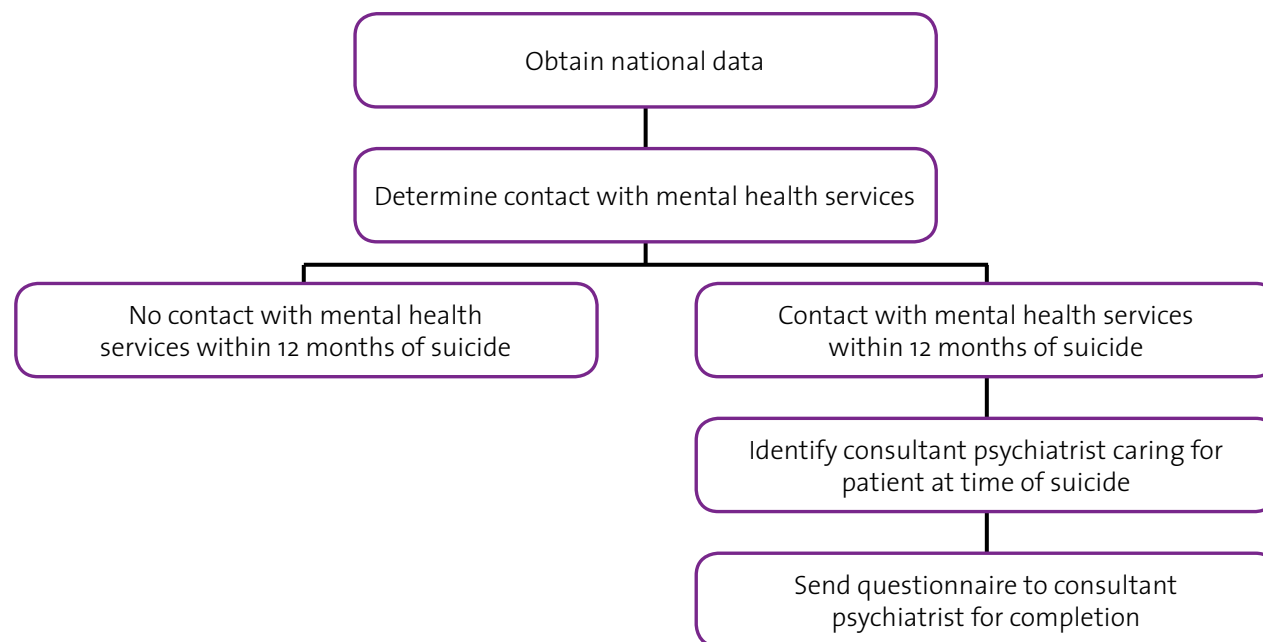 Obtain national data
Determine contact with mental health services
No contact with mental health
services within 12 months of suicide
Contact with mental health services
within 12 months of suicide
Identify consultant psychiatrist caring for
patient at time of suicide
Send questionnaire to consultant
psychiatrist for completion